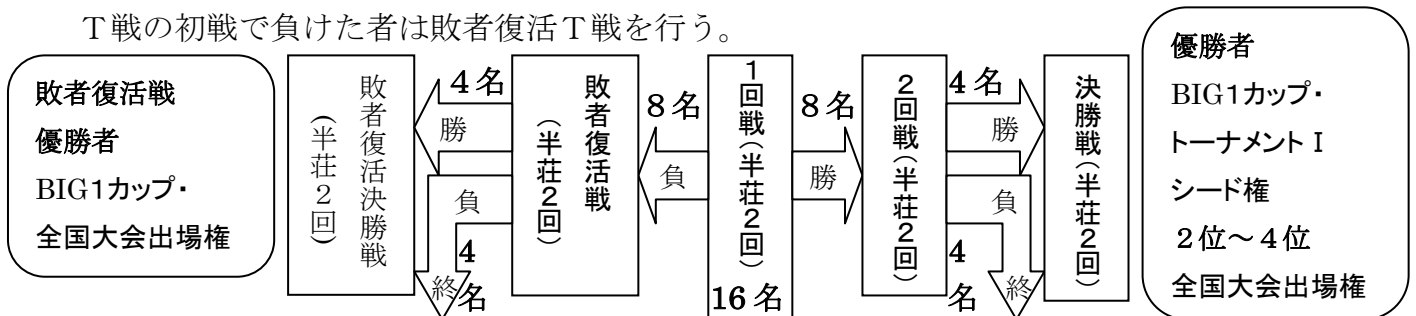 T戦の初戦で負けた者は敗者復活T戦を行う。
敗者復活戦
優勝者
BIG1カップ・
全国大会出場権
敗者復活決勝戦
(半荘2回)
4名
勝
負
4
名
終
敗者復活戦
(半荘2回)
8名
負
1回戦(半荘2回)
16名
8名
勝
2回戦(半荘2回)
4名
勝
負
4
名
終
決勝戦(半荘2回)
優勝者
BIG1カップ・
トーナメントⅠ
シード権
2位~4位
全国大会出場権